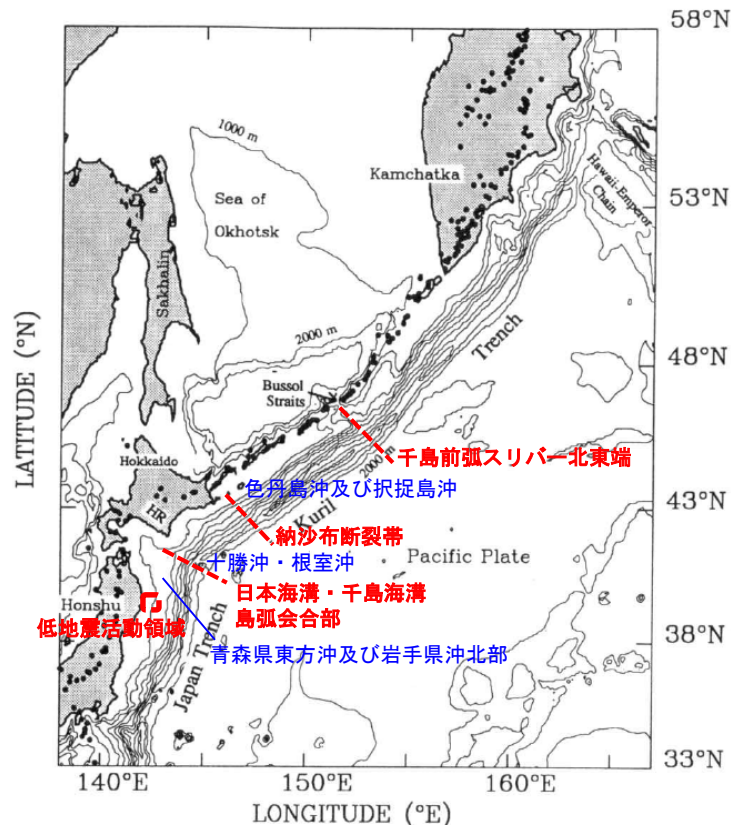 58°N
1000 m
Kamchatka
Hawaii-Emperor
Chain
Sea of
Okhotsk
53°N
Sakhalin
2000 m
Trench
48°N
Bussol
Straits
LATITUDE (°N)
千島前弧スリバー北東端
2000 m
Hokkaido
色丹島沖及び択捉島沖
43°N
HR
Kuril
納沙布断裂帯
Pacific Plate
十勝沖・根室沖
日本海溝・千島海溝
島弧会合部
Honshu
低地震活動領域
38°N
青森県東方沖及び岩手県沖北部
Japan Trench
33°N
140°E
150°E
160°E
LONGITUDE (°E)